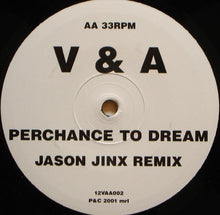 AA 33RPM
V & A
PERCHANCE TO DREAM
JASON JINX REMIX
12VAA002
P&C 2001 mrl